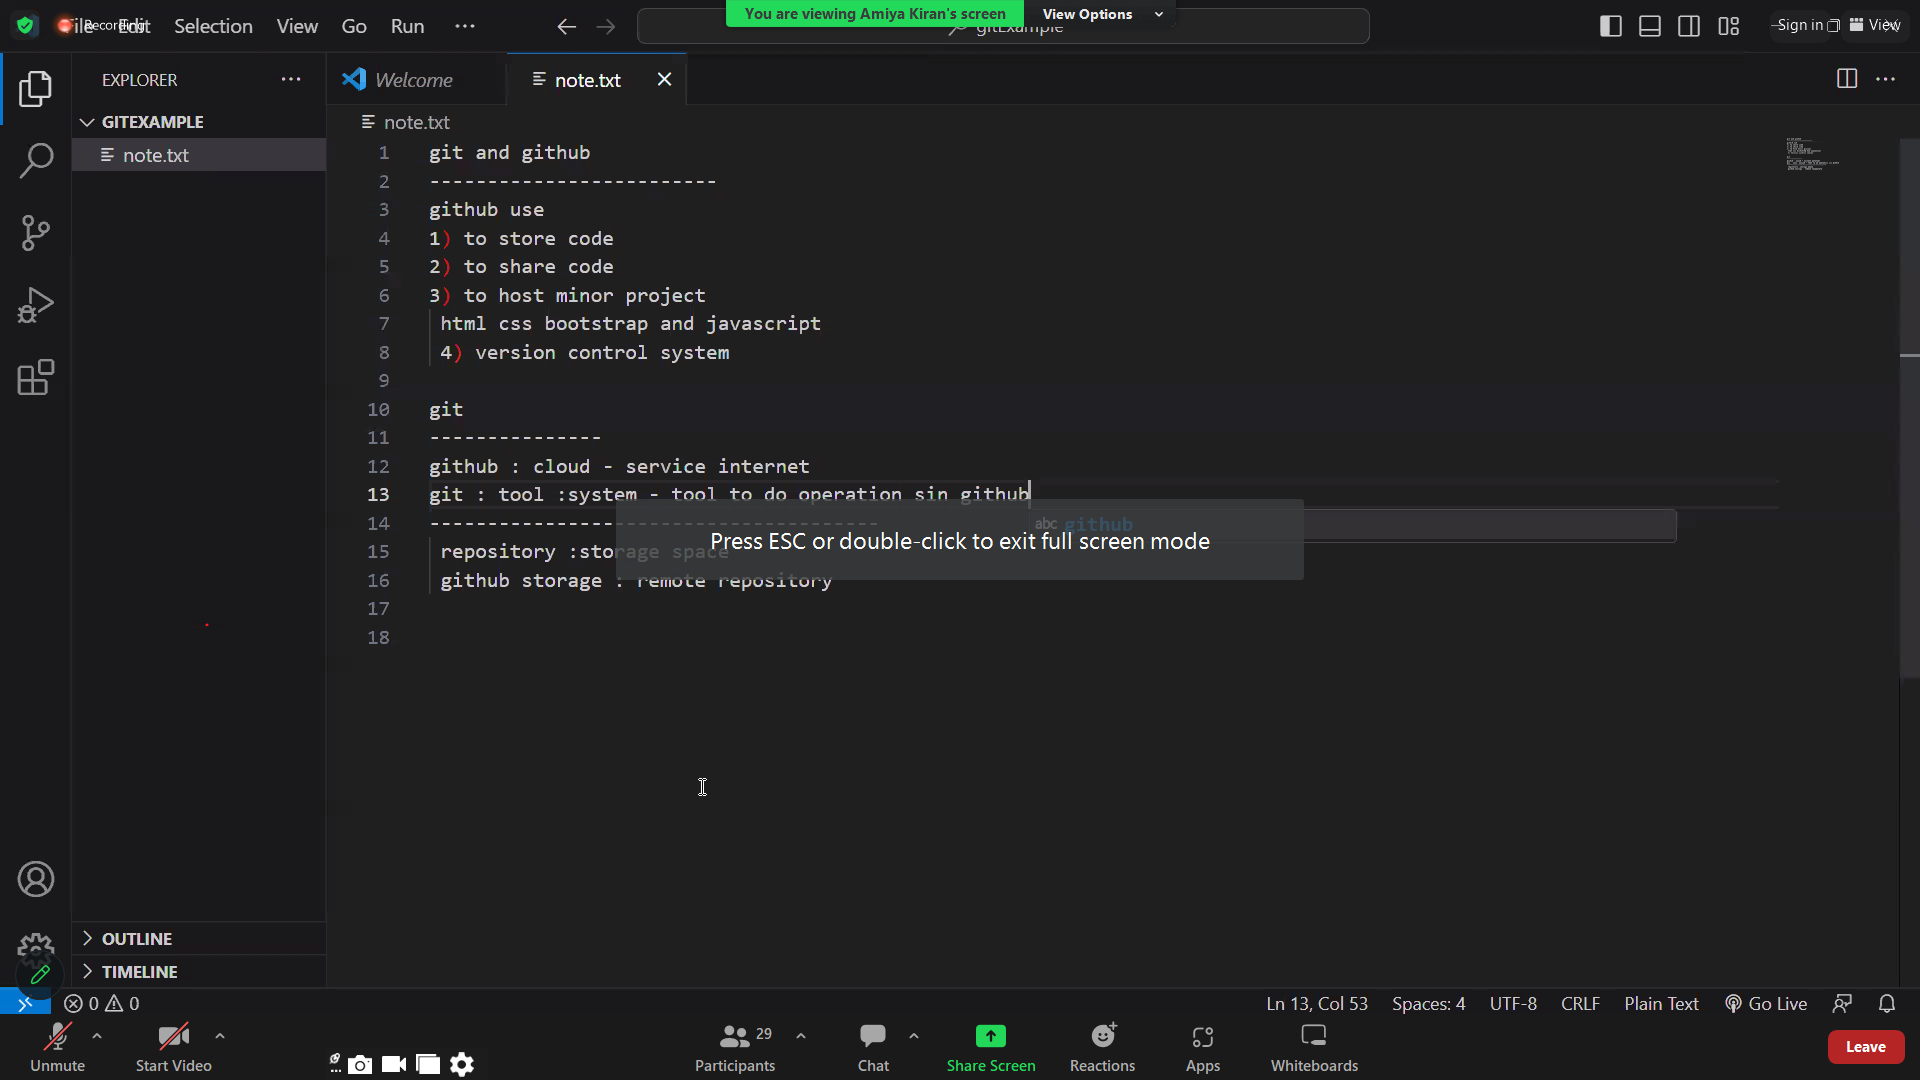 You are viewing Amiya Kiran's screen View Options
Recording
File Edit Selection View Go Run
gitExample
Sign in View
EXPLORER
Welcome
note.txt
GITEXAMPLE
note.txt
note.txt
1 git and github
2 -------------------------
3 github use
4 1) to store code
5 2) to share code
6 3) to host minor project
7 html css bootstrap and javascript
8 4) version control system
9
10 git
11 ---------------
12 github : cloud - service internet
13 git : tool :system - tool to do operation sin github
14 ---------------------------------------
abc github
Press ESC or double-click to exit full screen mode
15 repository :storage space
16 github storage : remote repository
17
18
OUTLINE
TIMELINE
0 0
Ln 13, Col 53 Spaces: 4 UTF-8 CRLF Plain Text Go Live
29
Unmute Start Video Participants Chat Share Screen Reactions Apps Whiteboards Leave